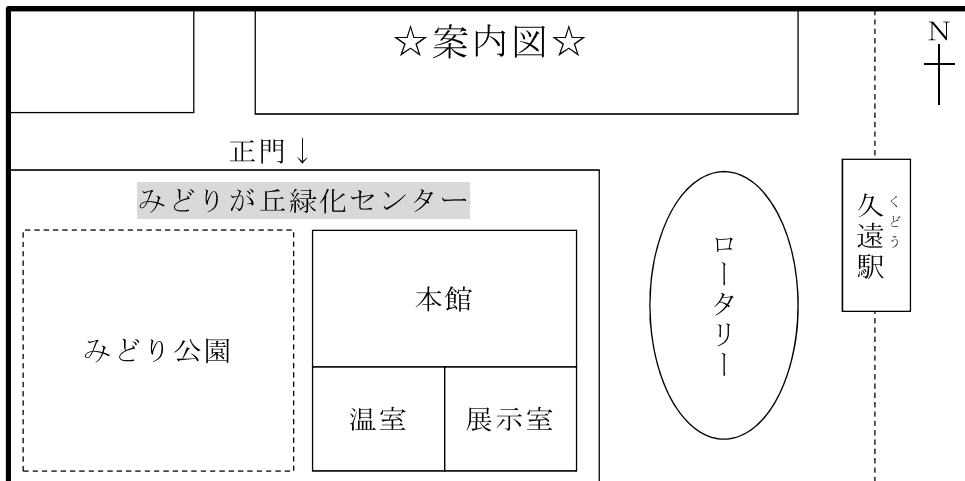 ☆案内図☆
N
正門↓
みどりが丘緑化センター
みどり公園
本館
温室
展示室
ロータリー
久遠駅
くどう